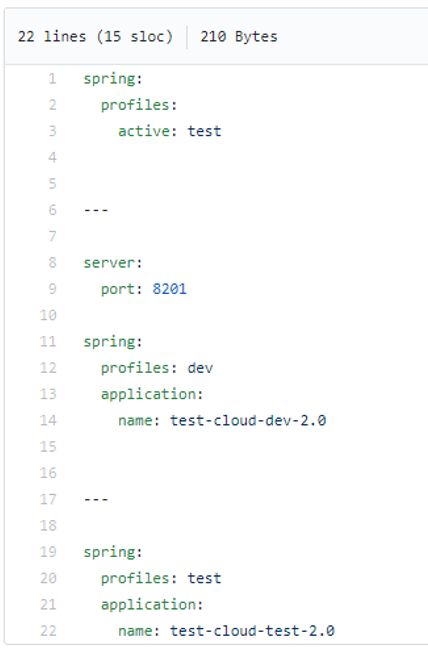 22 lines (15 sloc) 210 Bytes
1 spring:
2   profiles:
3     active: test
4
5
6 ---
7
8 server:
9   port: 8201
10
11 spring:
12   profiles: dev
13   application:
14     name: test-cloud-dev-2.0
15
16
17 ---
18
19 spring:
20   profiles: test
21   application:
22     name: test-cloud-test-2.0